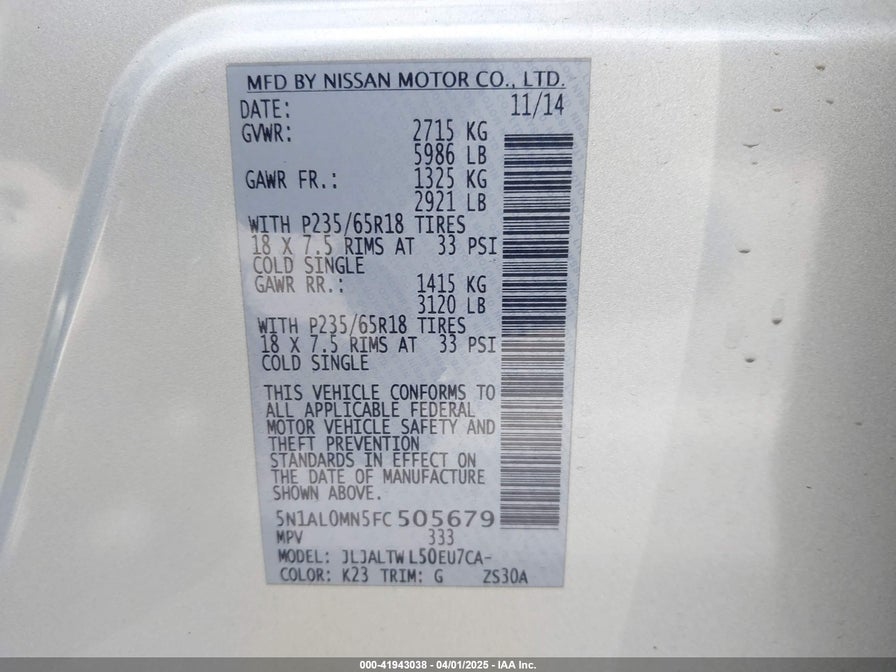 MFD BY NISSAN MOTOR CO., LTD.
DATE: 11/14
GVWR: 2715 KG
5986 LB
GAWR FR.: 1325 KG
2921 LB
WITH P235/65R18 TIRES
18 X 7.5 RIMS AT 33 PSI
COLD SINGLE
GAWR RR.: 1415 KG
3120 LB
WITH P235/65R18 TIRES
18 X 7.5 RIMS AT 33 PSI
COLD SINGLE
THIS VEHICLE CONFORMS TO
ALL APPLICABLE FEDERAL
MOTOR VEHICLE SAFETY AND
THEFT PREVENTION
STANDARDS IN EFFECT ON
THE DATE OF MANUFACTURE
SHOWN ABOVE.
5N1AL0MN5FC 505679
MPV 333
MODEL: JLJALTW L50EU7CA-
COLOR: K23 TRIM: G ZS30A
000-41943038 - 04/01/2025 - IAA Inc.